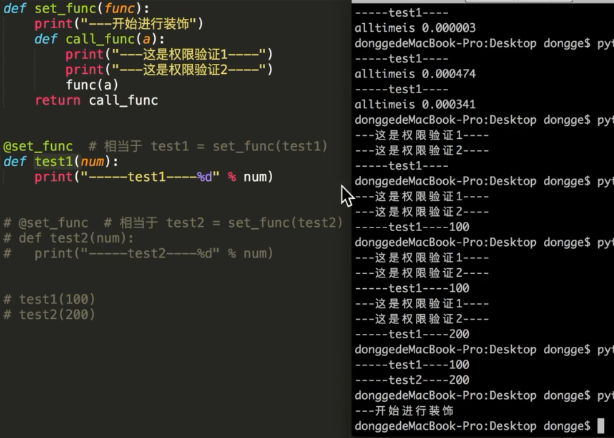 def set_func(func):
    print("---开始进行装饰")
    def call_func(a):
        print("---这是权限验证1----")
        print("---这是权限验证2----")
        func(a)
    return call_func
@set_func  # 相当于 test1 = set_func(test1)
def test1(num):
    print("-----test1----%d" % num)
# @set_func  # 相当于 test2 = set_func(test2)
# def test2(num):
#   print("-----test2----%d" % num)
# test1(100)
# test2(200)
-----test1----
alltimeis 0.000003
donggedeMacBook-Pro:Desktop dongge$ pyt
-----test1----
alltimeis 0.000474
-----test1----
alltimeis 0.000341
donggedeMacBook-Pro:Desktop dongge$ pyt
---这是权限验证1----
---这是权限验证2----
-----test1----
donggedeMacBook-Pro:Desktop dongge$ pyt
---这是权限验证1----
---这是权限验证2----
-----test1----100
donggedeMacBook-Pro:Desktop dongge$ pyt
---这是权限验证1----
---这是权限验证2----
-----test1----100
---这是权限验证1----
---这是权限验证2----
-----test1----200
donggedeMacBook-Pro:Desktop dongge$ pyt
-----test1----100
-----test2----200
donggedeMacBook-Pro:Desktop dongge$ pyt
---开始进行装饰
donggedeMacBook-Pro:Desktop dongge$